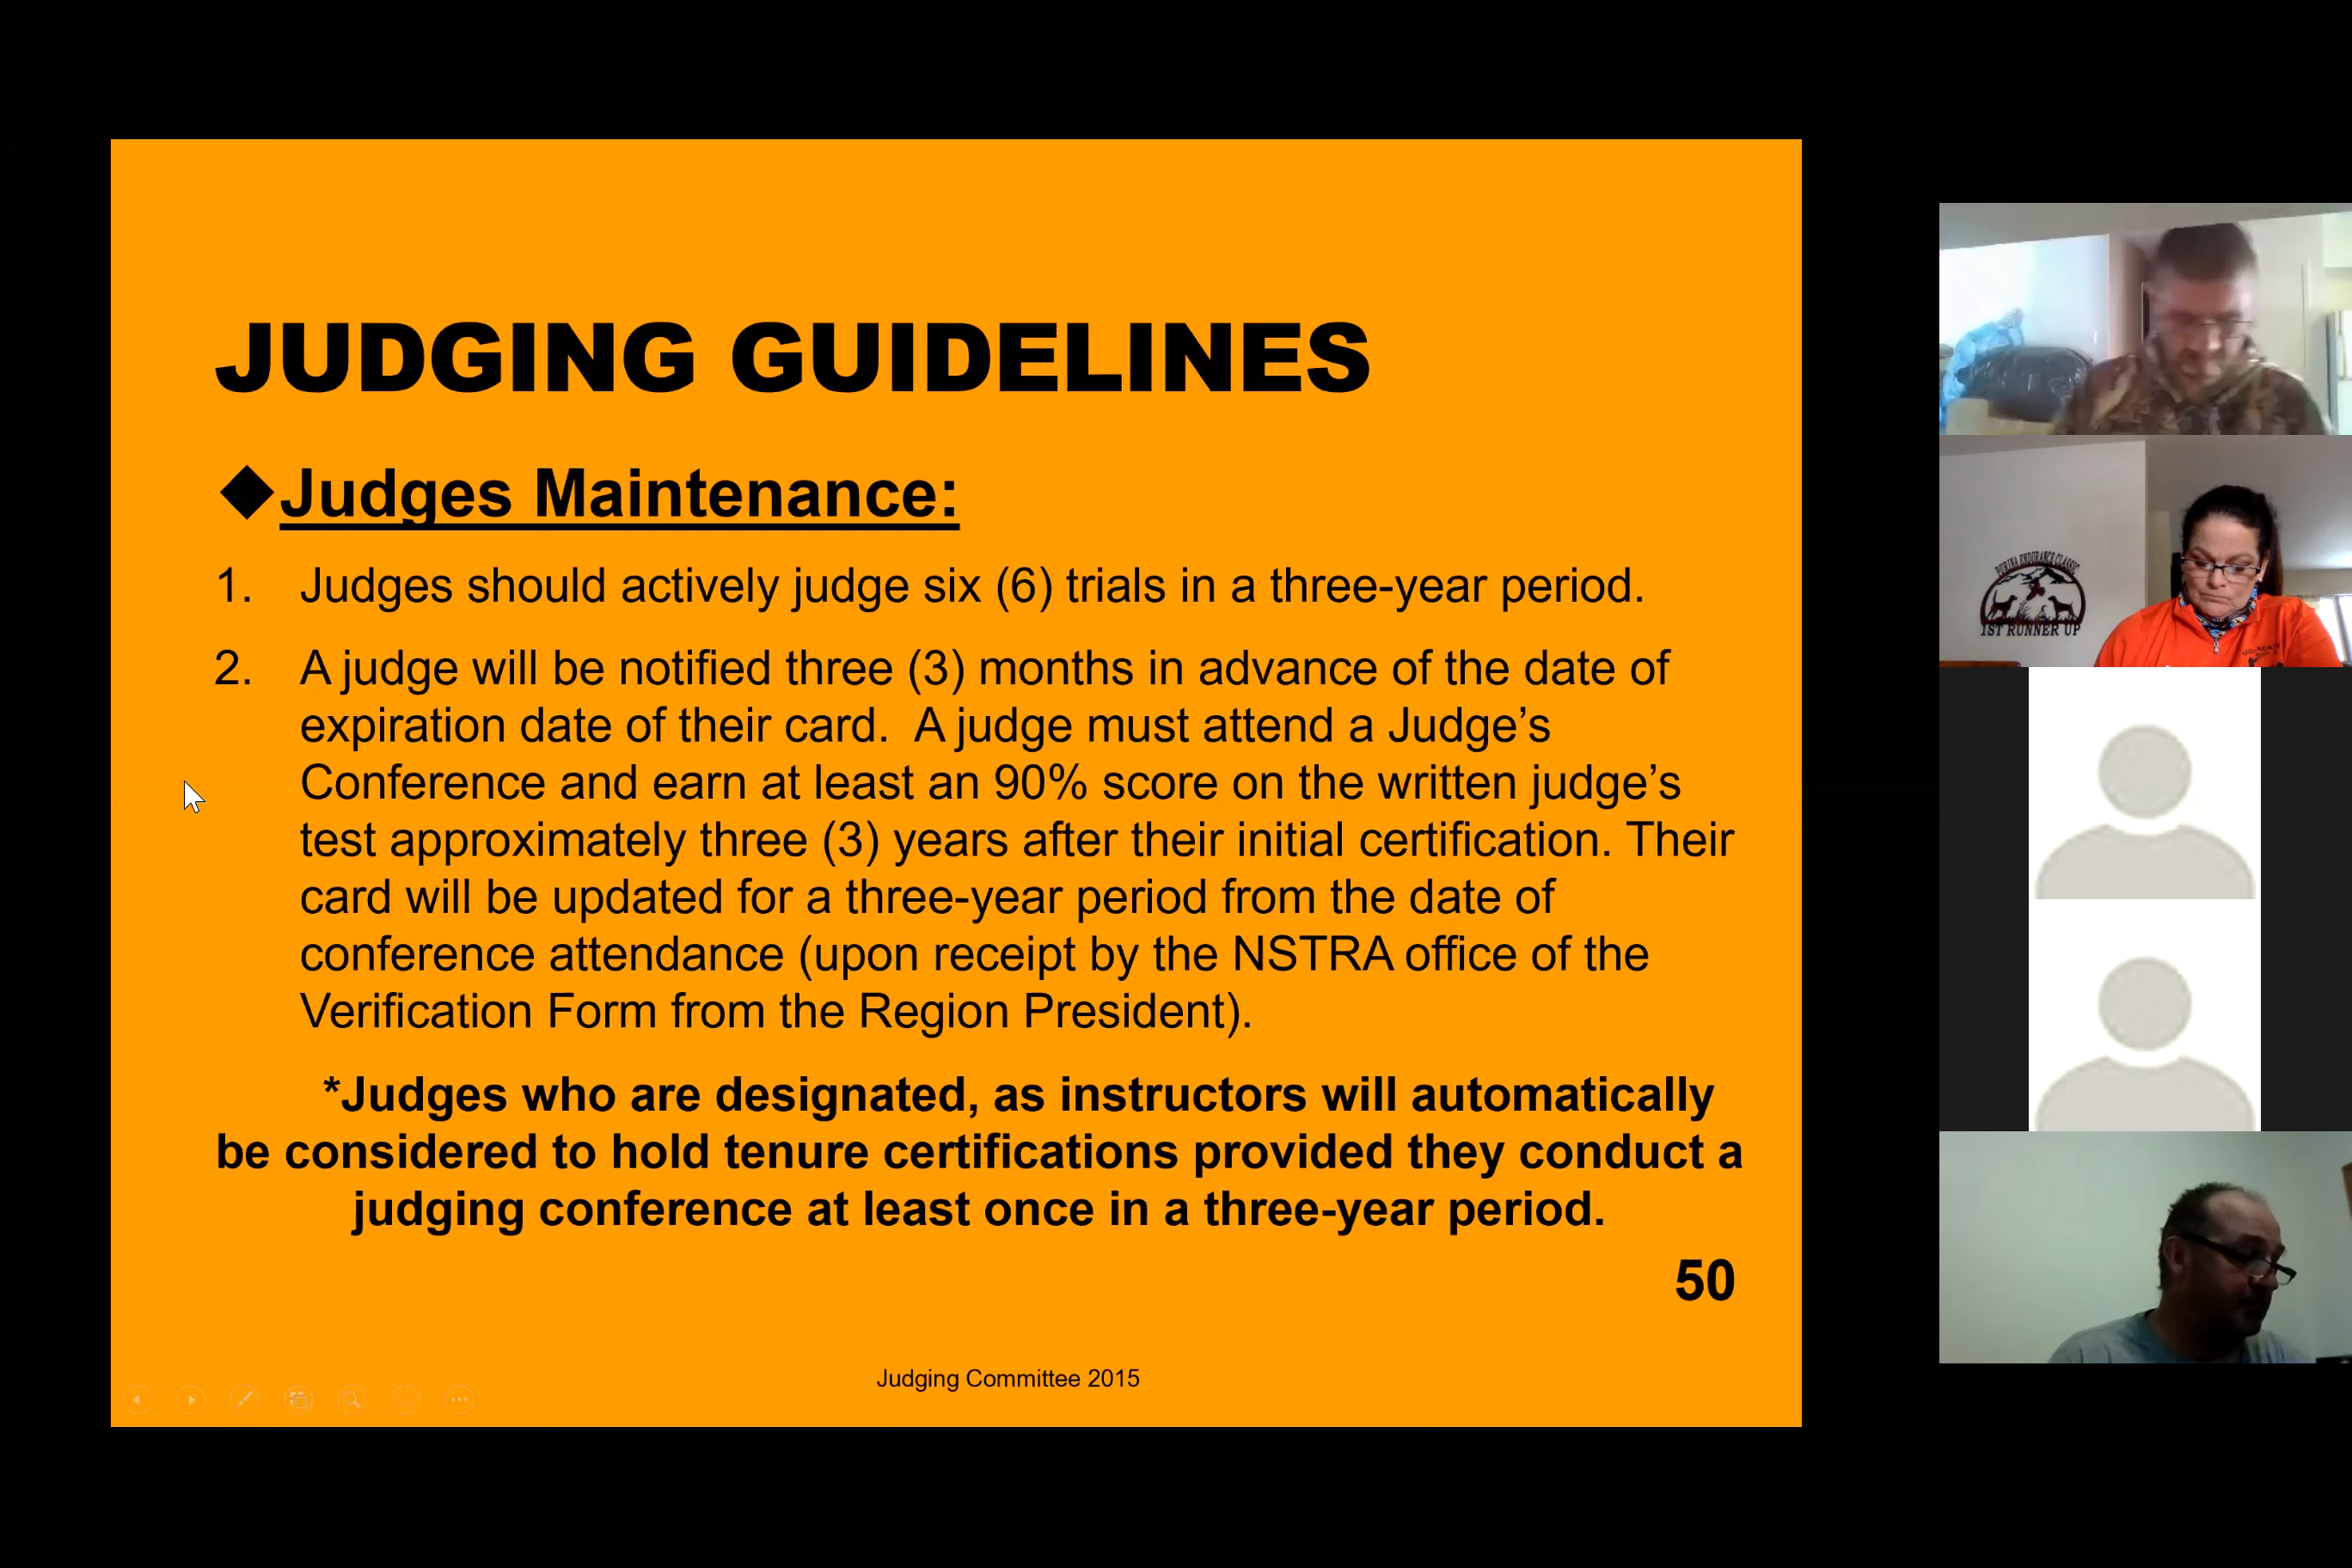 JUDGING GUIDELINES
◆Judges Maintenance:
1. Judges should actively judge six (6) trials in a three-year period.
2. A judge will be notified three (3) months in advance of the date of
expiration date of their card.  A judge must attend a Judge’s
Conference and earn at least an 90% score on the written judge’s
test approximately three (3) years after their initial certification. Their
card will be updated for a three-year period from the date of
conference attendance (upon receipt by the NSTRA office of the
Verification Form from the Region President).
*Judges who are designated, as instructors will automatically
be considered to hold tenure certifications provided they conduct a
judging conference at least once in a three-year period.
50
Judging Committee 2015
PURINA ENDURANCE CLASSIC
1ST RUNNER UP